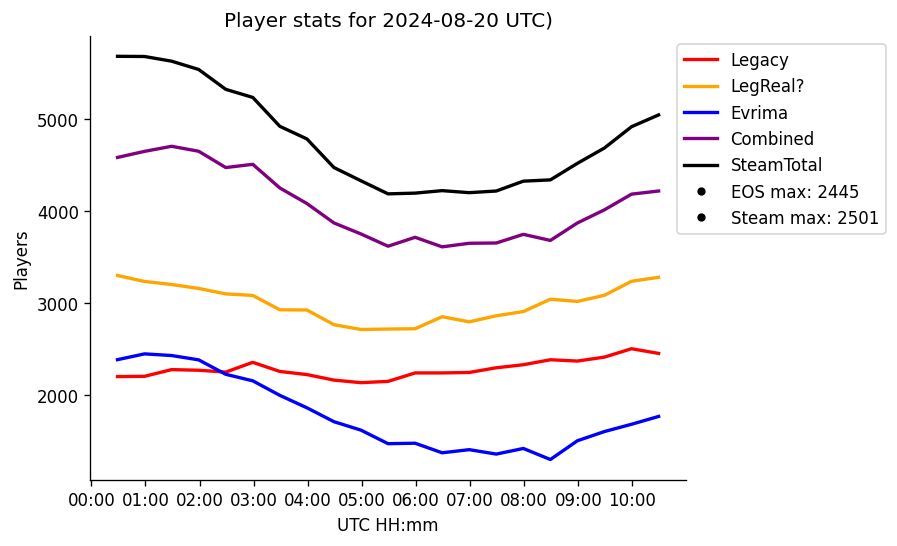 Player stats for 2024-08-20 UTC)
Legacy
LegReal?
Evrima
Combined
SteamTotal
EOS max: 2445
Steam max: 2501
Players
5000
4000
3000
2000
00:00 01:00 02:00 03:00 04:00 05:00 06:00 07:00 08:00 09:00 10:00
UTC HH:mm